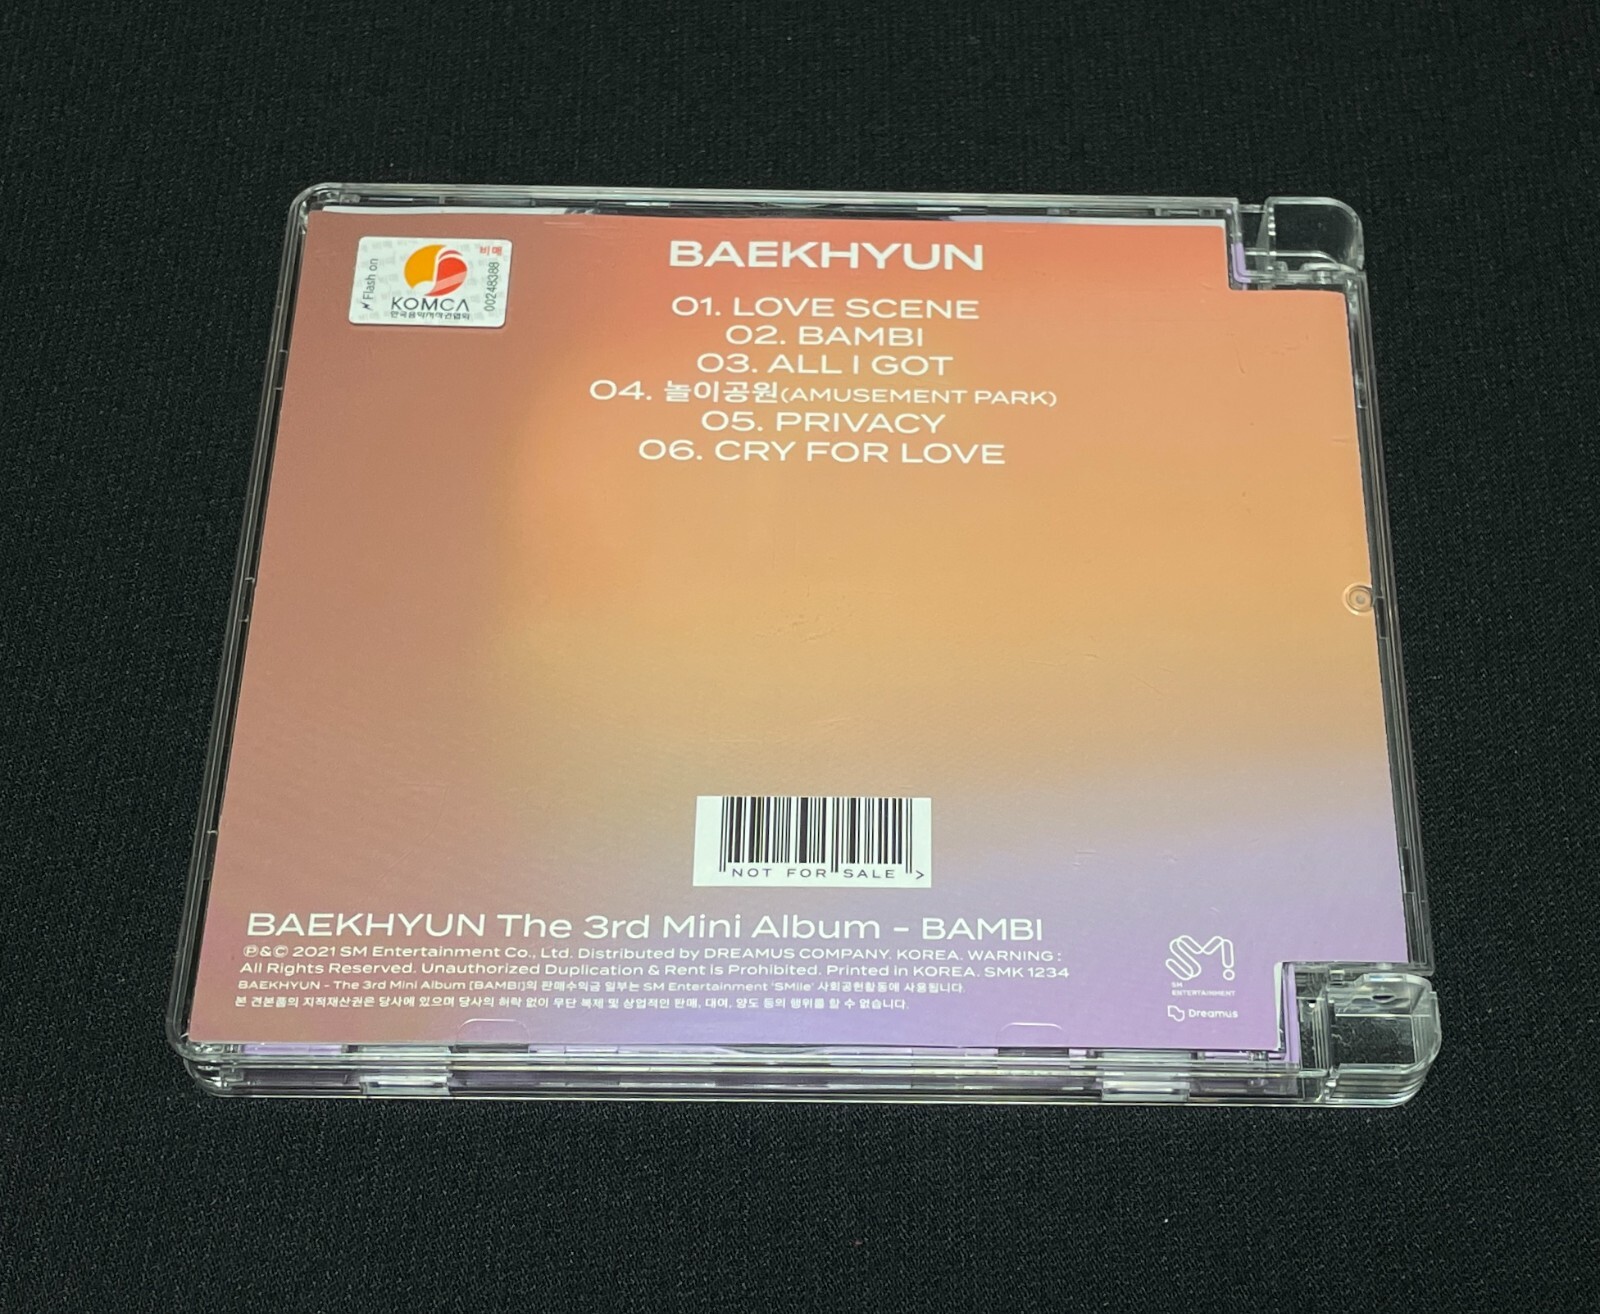 비매
Flash on
KOMCA
한국음악저작권협회
00248388
BAEKHYUN
01. LOVE SCENE
02. BAMBI
03. ALL I GOT
04. 놀이공원(AMUSEMENT PARK)
05. PRIVACY
06. CRY FOR LOVE
NOT FOR SALE >
BAEKHYUN The 3rd Mini Album - BAMBI
Ⓟ&© 2021 SM Entertainment Co., Ltd. Distributed by DREAMUS COMPANY. KOREA. WARNING :
All Rights Reserved. Unauthorized Duplication & Rent is Prohibited. Printed in KOREA. SMK 1234
BAEKHYUN - The 3rd Mini Album [BAMBI]의 판매수익금 일부는 SM Entertainment 'SMile' 사회공헌활동에 사용됩니다.
본 견본품의 지적재산권은 당사에 있으며 당사의 허락 없이 무단 복제 및 상업적인 판매, 대여, 양도 등의 행위를 할 수 없습니다.
SM
SM
ENTERTAINMENT
Dreamus